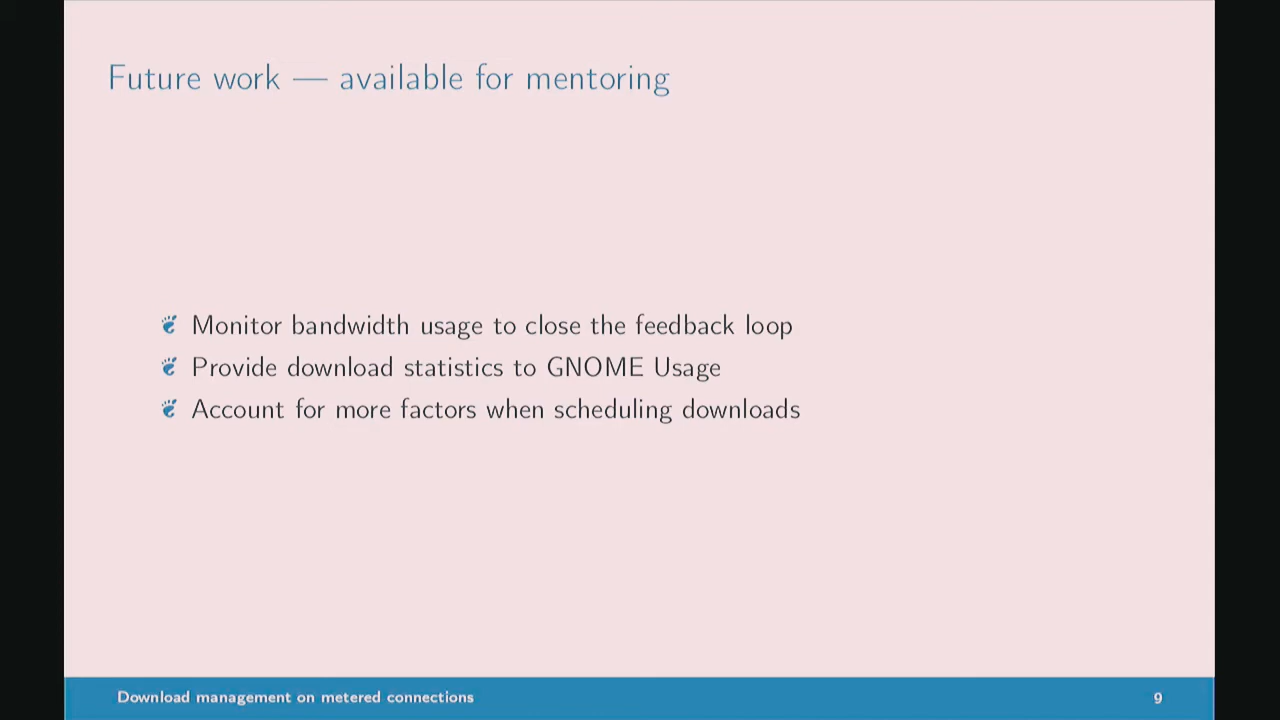 Future work — available for mentoring
Monitor bandwidth usage to close the feedback loop
Provide download statistics to GNOME Usage
Account for more factors when scheduling downloads
Download management on metered connections
9